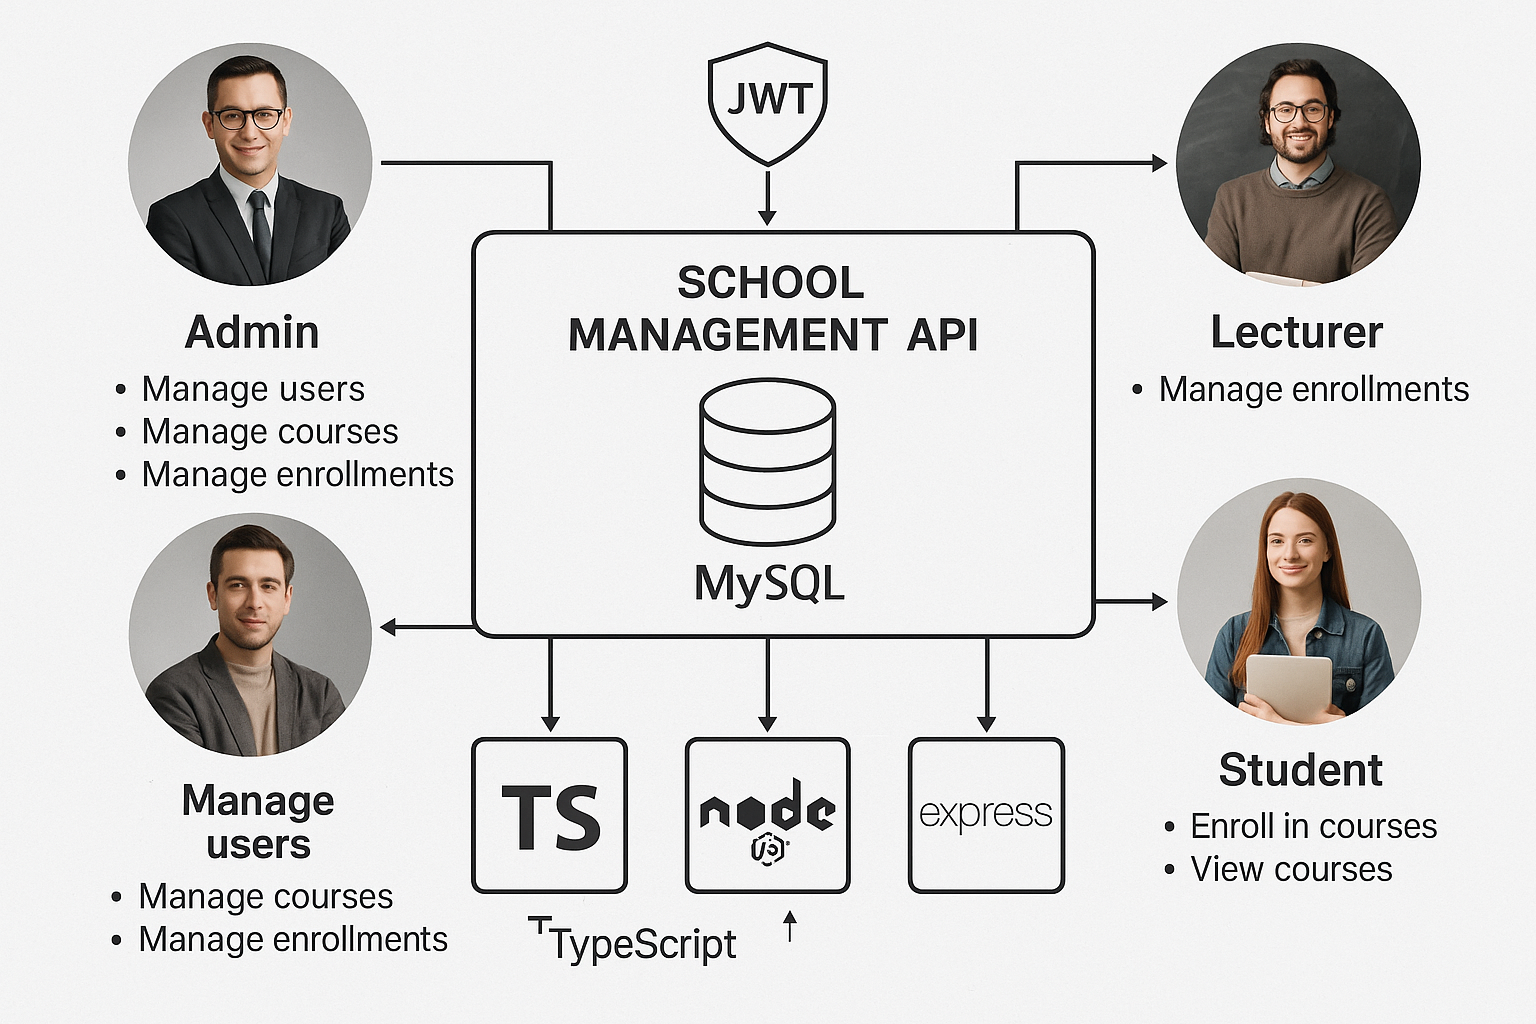 JWT
SCHOOL
MANAGEMENT API
MySQL
Admin
• Manage users
• Manage courses
• Manage enrollments
Lecturer
• Manage enrollments
Manage
users
• Manage courses
• Manage enrollments
Student
• Enroll in courses
• View courses
TS
node
JS
express
TypeScript